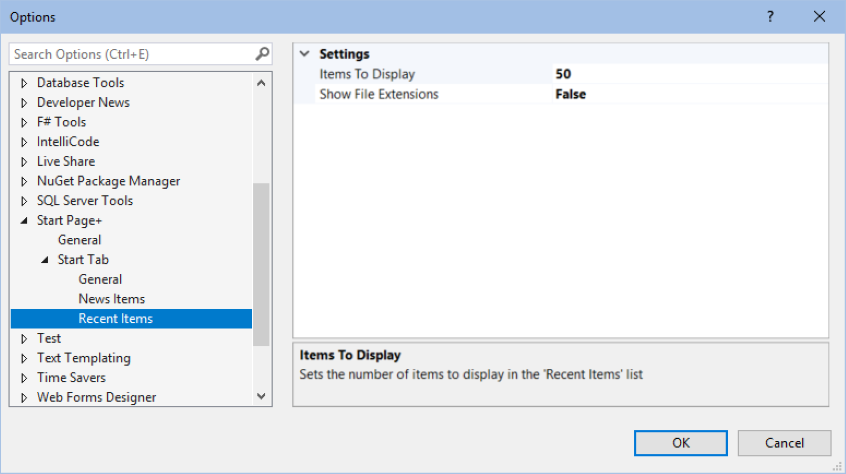 Options
?
Search Options (Ctrl+E)
Database Tools
Developer News
F# Tools
IntelliCode
Live Share
NuGet Package Manager
SQL Server Tools
Start Page+
General
Start Tab
General
News Items
Recent Items
Test
Text Templating
Time Savers
Web Forms Designer
Settings
Items To Display 50
Show File Extensions False
Items To Display
Sets the number of items to display in the 'Recent Items' list
OK Cancel